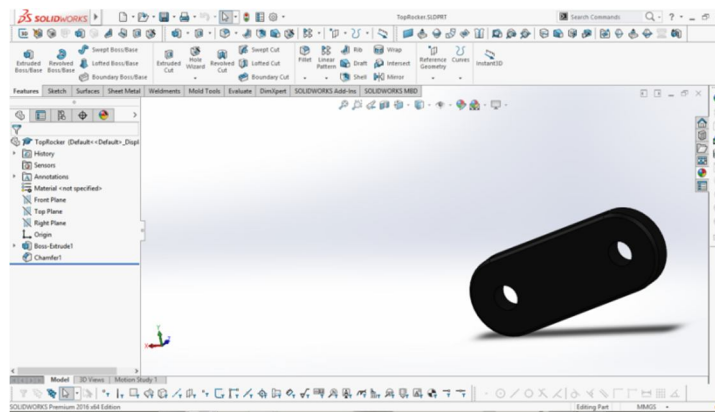 SOLIDWORKS TopRocker.SLDPRT Search Commands
Extruded Boss/Base
Revolved Boss/Base
Swept Boss/Base
Lofted Boss/Base
Boundary Boss/Base
Extruded Cut
Hole Wizard
Revolved Cut
Swept Cut
Lofted Cut
Boundary Cut
Fillet
Linear Pattern
Rib
Draft
Shell
Wrap
Intersect
Mirror
Reference Geometry
Curves
Instant3D
Features Sketch Surfaces Sheet Metal Weldments Mold Tools Evaluate DimXpert SOLIDWORKS Add-Ins SOLIDWORKS MBD
TopRocker (Default<<Default>_Displ
History
Sensors
Annotations
Material <not specified>
Front Plane
Top Plane
Right Plane
Origin
Boss-Extrude1
Chamfer1
Model 3D Views Motion Study 1
SOLIDWORKS Premium 2016 x64 Edition Editing Part MMGS